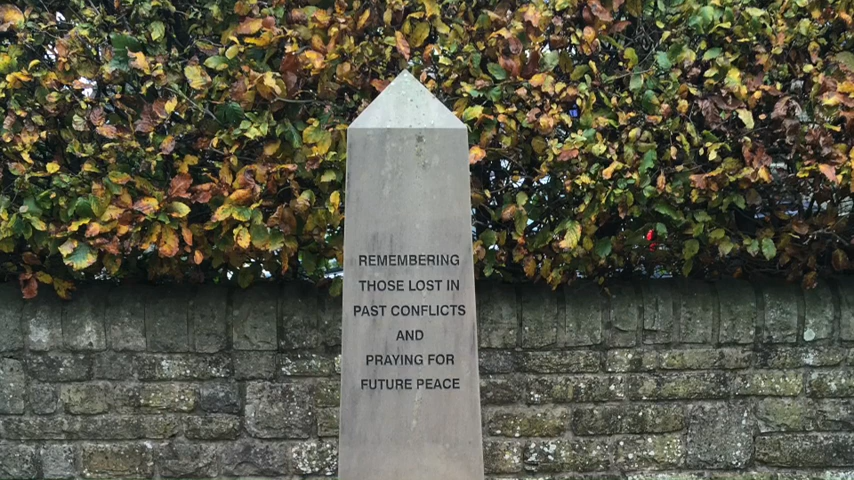 REMEMBERING
THOSE LOST IN
PAST CONFLICTS
AND
PRAYING FOR
FUTURE PEACE